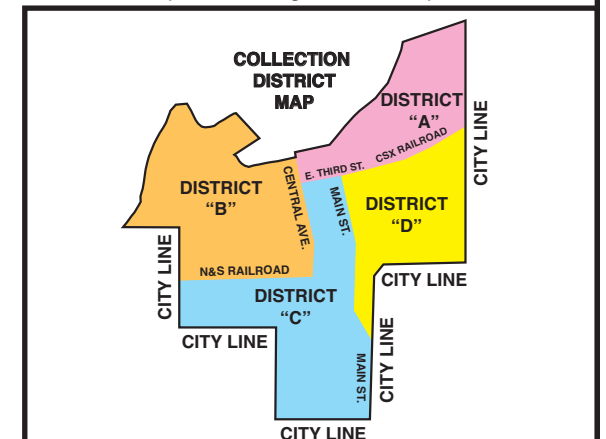 COLLECTION
DISTRICT
MAP
DISTRICT
“A”
CITY LINE
E. THIRD ST.
CSX RAILROAD
DISTRICT
“B”
CENTRAL AVE.
MAIN ST.
DISTRICT
“D”
CITY LINE
N&S RAILROAD
CITY LINE
DISTRICT
“C”
CITY LINE
MAIN ST.
CITY LINE
CITY LINE